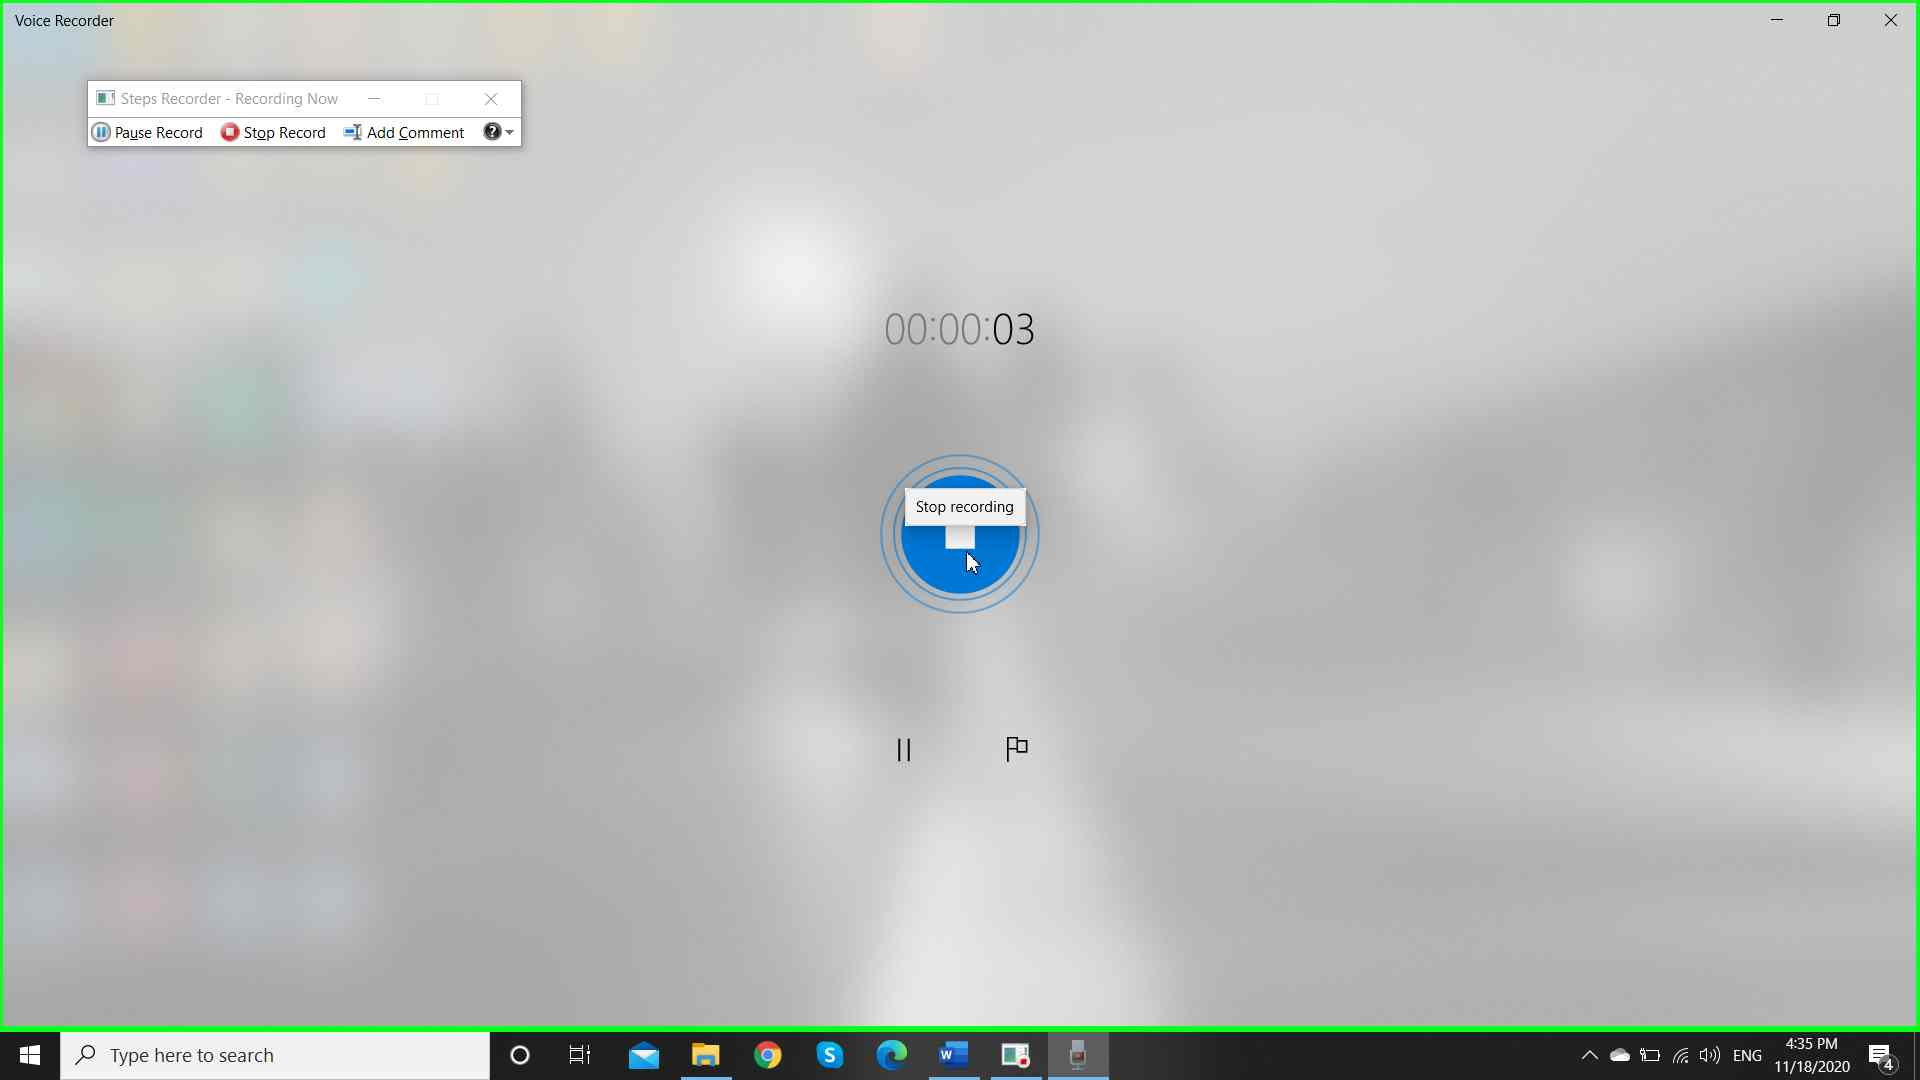 Voice Recorder
Steps Recorder - Recording Now
Pause Record Stop Record Add Comment
00:00:03
Stop recording
Type here to search
ENG
4:35 PM
11/18/2020
4